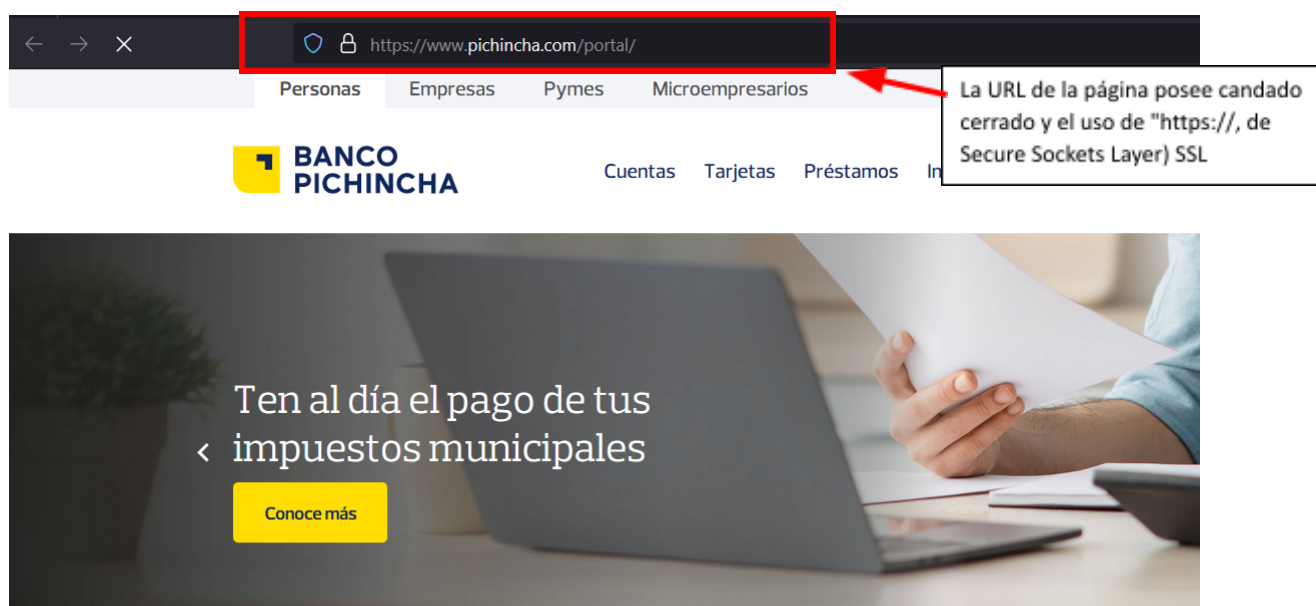 https://www.pichincha.com/portal/
Personas Empresas Pymes Microempresarios
La URL de la página posee candado
cerrado y el uso de "https://, de
Secure Sockets Layer) SSL
BANCO
PICHINCHA
Cuentas Tarjetas Préstamos
Ten al día el pago de tus
impuestos municipales
Conoce más